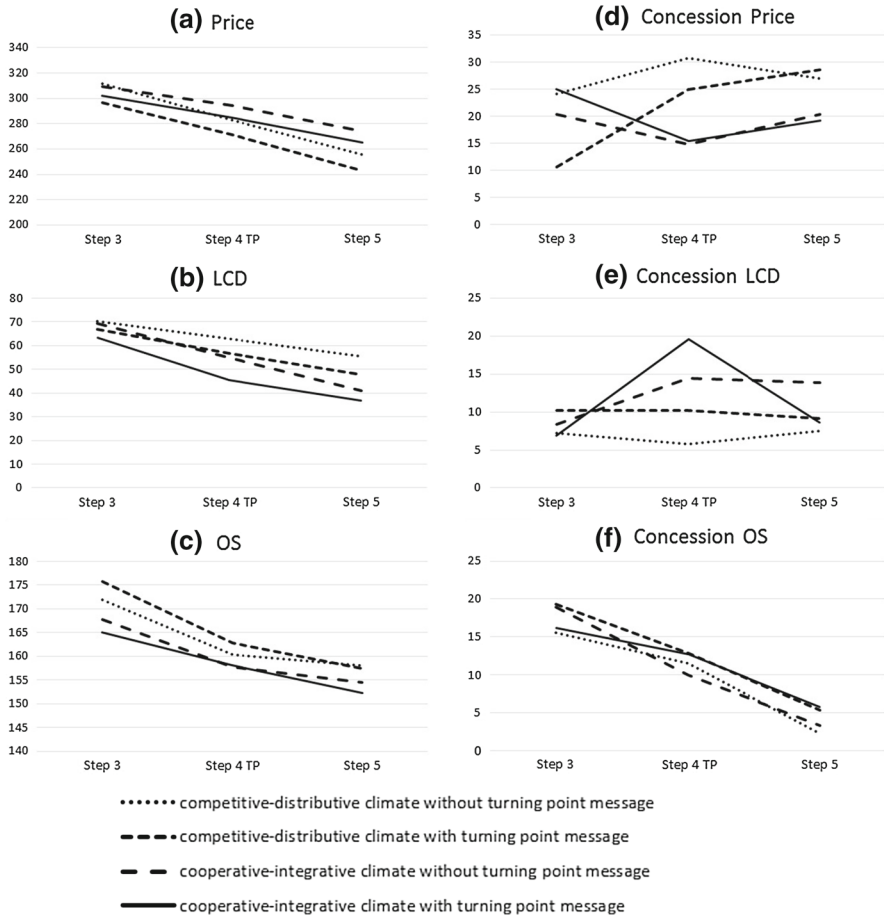 (a) Price
340
320
300
280
260
240
220
200
Step 3 Step 4 TP Step 5
(d) Concession Price
35
30
25
20
15
10
5
0
Step 3 Step 4 TP Step 5
(b) LCD
80
70
60
50
40
30
20
10
0
Step 3 Step 4 TP Step 5
(e) Concession LCD
25
20
15
10
5
0
Step 3 Step 4 TP Step 5
(c) OS
180
175
170
165
160
155
150
145
140
Step 3 Step 4 TP Step 5
(f) Concession OS
25
20
15
10
5
0
Step 3 Step 4 TP Step 5
competitive-distributive climate without turning point message
competitive-distributive climate with turning point message
cooperative-integrative climate without turning point message
cooperative-integrative climate with turning point message